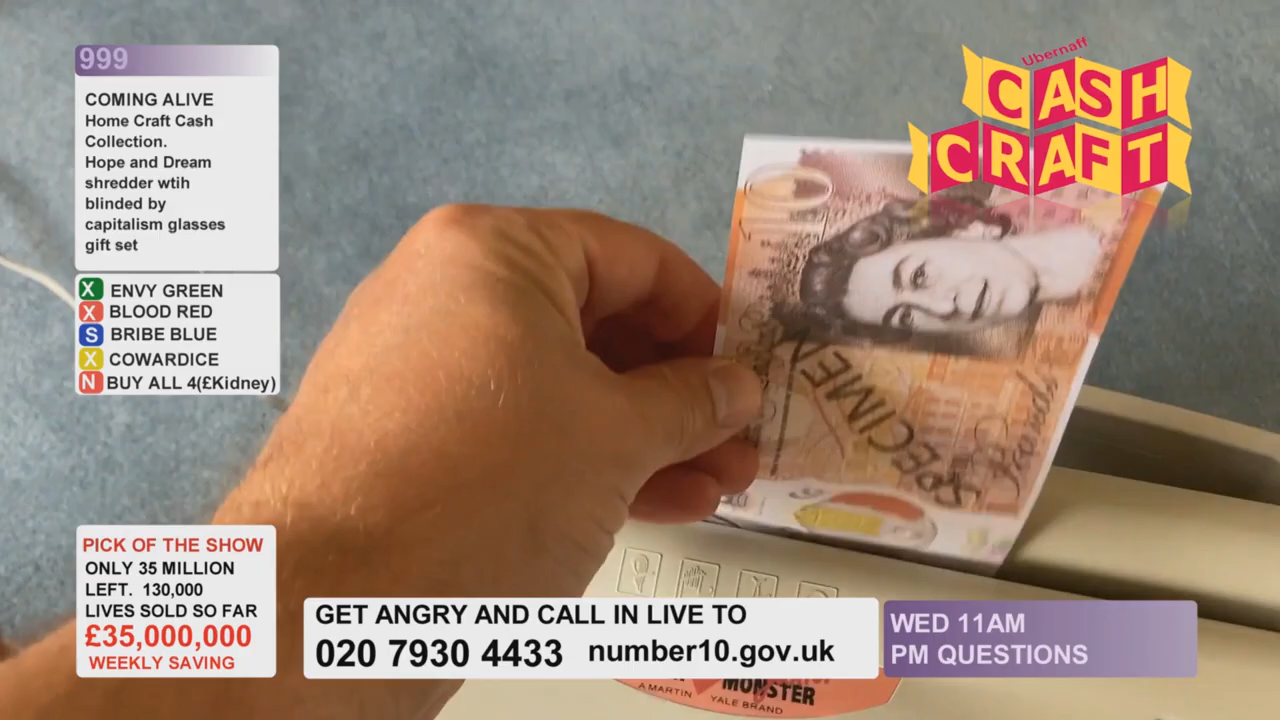 999
COMING ALIVE
Home Craft Cash
Collection.
Hope and Dream
shredder wtih
blinded by
capitalism glasses
gift set
X ENVY GREEN
X BLOOD RED
S BRIBE BLUE
X COWARDICE
N BUY ALL 4(£Kidney)
PICK OF THE SHOW
ONLY 35 MILLION
LEFT. 130,000
LIVES SOLD SO FAR
£35,000,000
WEEKLY SAVING
Ubernaff
CASH
CRAFT
SPECIMEN
GET ANGRY AND CALL IN LIVE TO
020 7930 4433 number10.gov.uk
WED 11AM
PM QUESTIONS
MONSTER
A MARTIN YALE BRAND